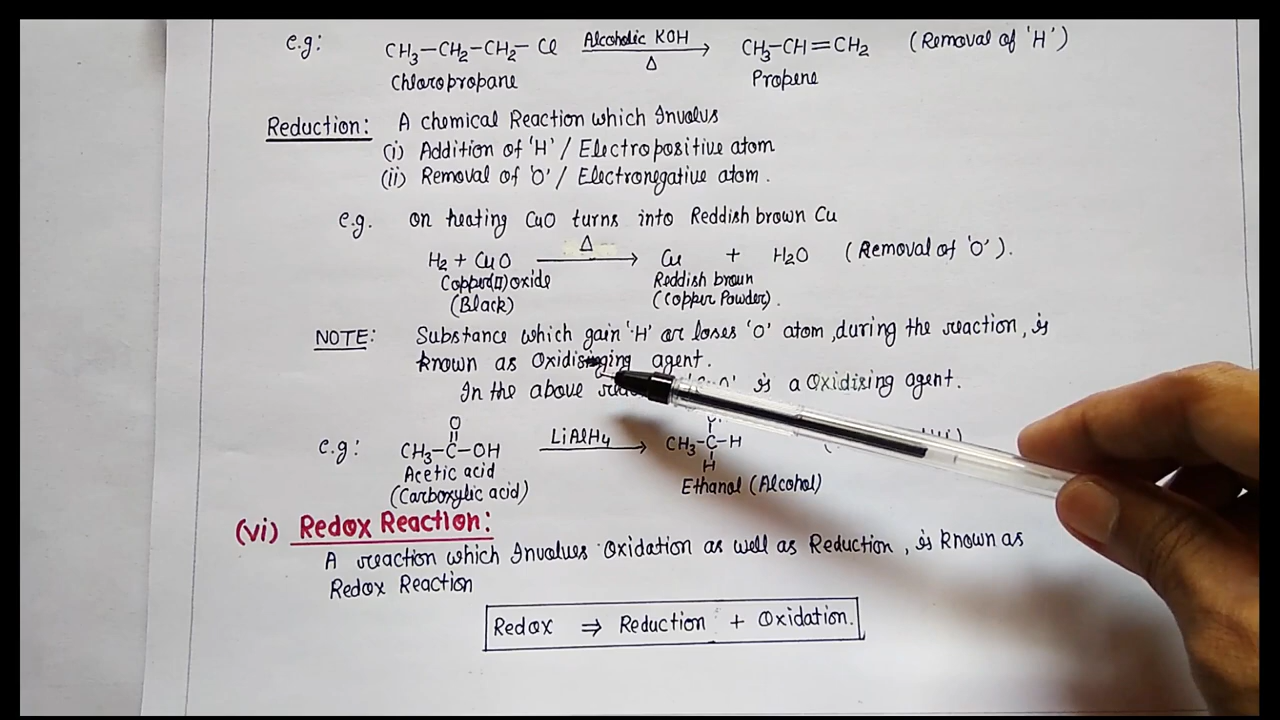 e.g: CH3-CH2-CH2-Cl Alcoholic KOH Δ CH3-CH=CH2 (Removal of 'H')
Chloropropane Propene
Reduction: A chemical Reaction which Involves
(i) Addition of 'H' / Electropositive atom
(ii) Removal of 'O' / Electronegative atom.
e.g. on heating CuO turns into Reddish brown Cu
H2 + CuO Δ → Cu + H2O (Removal of 'O').
Copper(II) oxide Reddish brown
(Black) (Copper Powder).
NOTE: Substance which gain 'H' or loses 'O' atom, during the reaction, is
known as Oxidising agent.
In the above is a Oxidizing agent.
O
e.g: CH3-C-OH LiAlH4 → CH3-C-H
H
Acetic acid Ethanol (Alcohol)
(Carboxylic acid)
(vi) Redox Reaction:
A reaction which Involves Oxidation as well as Reduction, is known as
Redox Reaction
Redox ⇒ Reduction + Oxidation.